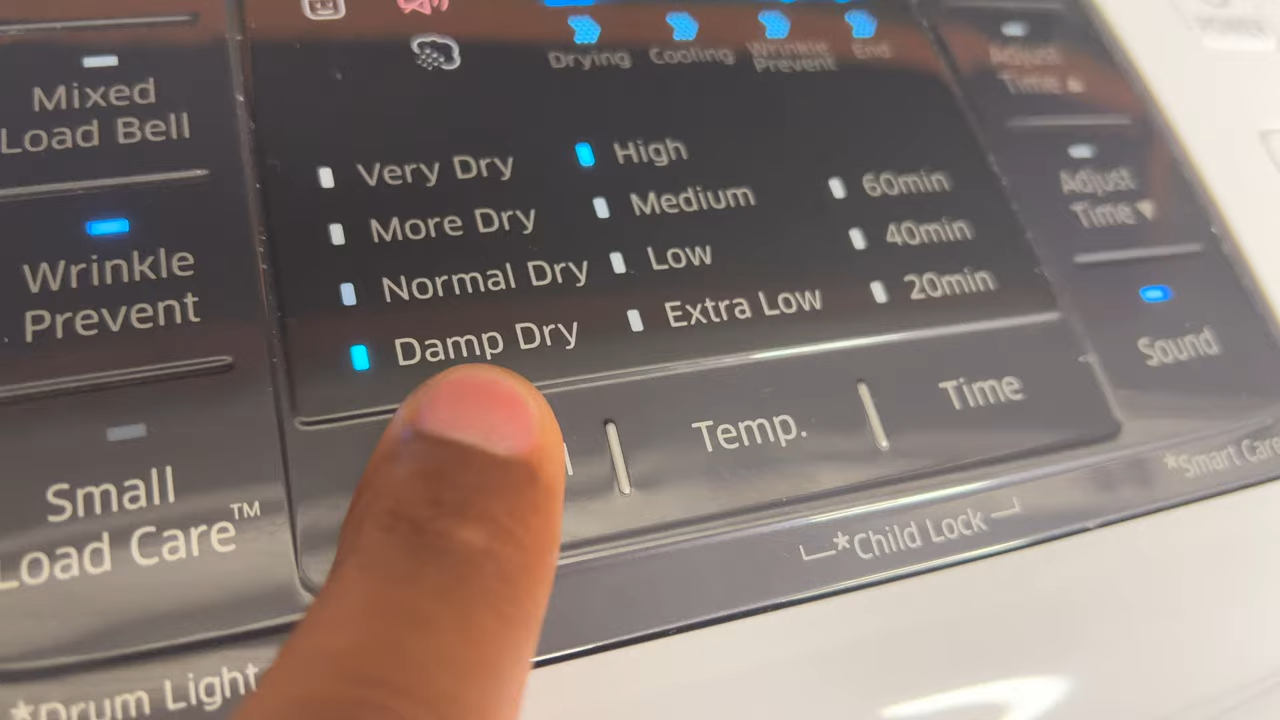 Drying
Cooling
Wrinkle
Prevent
End
Adjust
Time ▲
Mixed
Load Bell
Very Dry
More Dry
Normal Dry
Damp Dry
High
Medium
Low
Extra Low
60min
40min
20min
Adjust
Time ▼
Wrinkle
Prevent
Sound
Small
Load Care™
Temp.
Time
*Smart Care
*Child Lock
*Drum Light